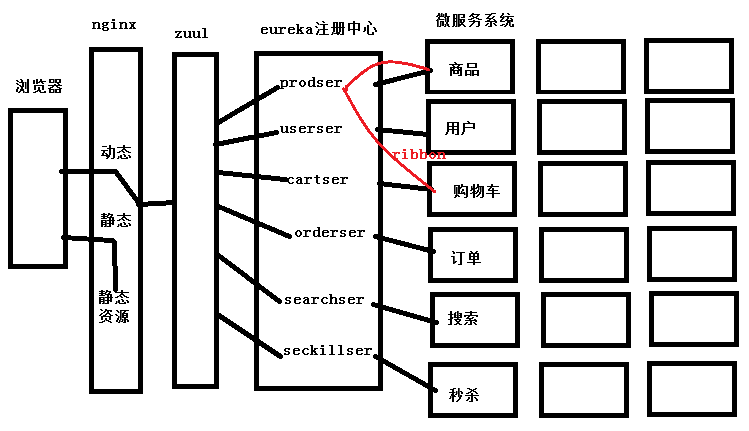 nginx
zuul
eureka注册中心
微服务系统
浏览器
动态
静态
静态
资源
prodser
userser
cartser
orderser
searchser
seckillser
ribbon
商品
用户
购物车
订单
搜索
秒杀